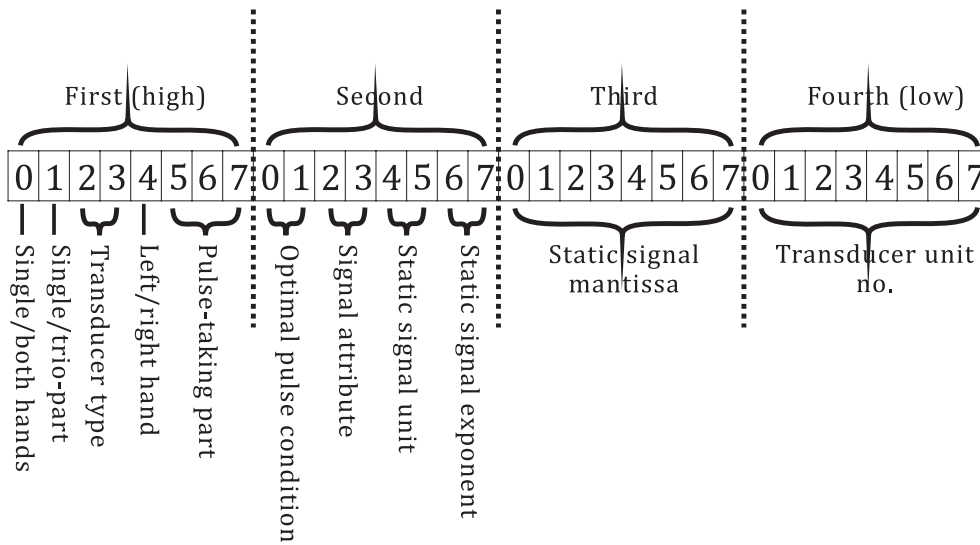 First (high)
Second
Third
Fourth (low)
0 1 2 3 4 5 6 7 0 1 2 3 4 5 6 7 0 1 2 3 4 5 6 7 0 1 2 3 4 5 6 7
Single/both hands
Single/trio-part
Transducer type
Left/right hand
Pulse-taking part
Optimal pulse condition
Signal attribute
Static signal unit
Static signal exponent
Static signal
mantissa
Transducer unit
no.